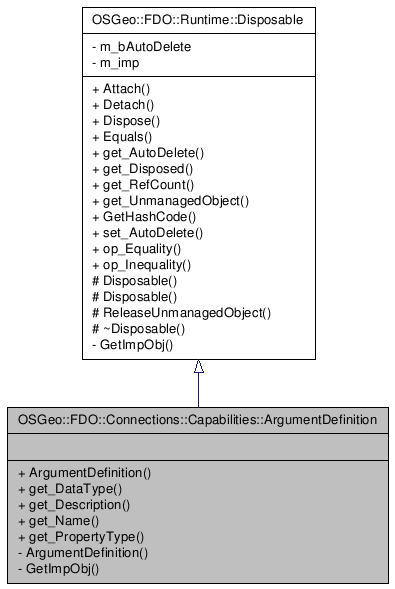 OSGeo::FDO::Runtime::Disposable
- m_bAutoDelete
- m_imp
+ Attach()
+ Detach()
+ Dispose()
+ Equals()
+ get_AutoDelete()
+ get_Disposed()
+ get_RefCount()
+ get_UnmanagedObject()
+ GetHashCode()
+ set_AutoDelete()
+ op_Equality()
+ op_Inequality()
# Disposable()
# Disposable()
# ReleaseUnmanagedObject()
# ~Disposable()
- GetImpObj()
OSGeo::FDO::Connections::Capabilities::ArgumentDefinition
+ ArgumentDefinition()
+ get_DataType()
+ get_Description()
+ get_Name()
+ get_PropertyType()
- ArgumentDefinition()
- GetImpObj()